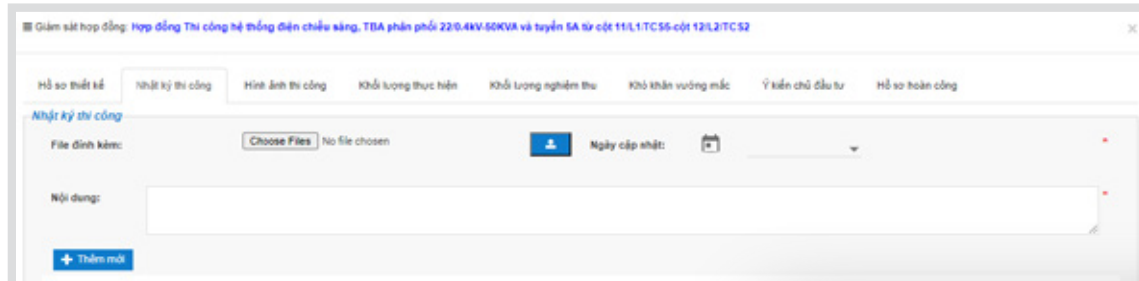 Giám sát hợp đồng: Hợp đồng Thi công hệ thống điện chiếu sáng, TBA phân phối 22/0.4kV-50KVA và tuyến 5A từ cột 11/L1/TCS5-cột 12/L2/TCS2
Hồ sơ thiết kế Nhật ký thi công Hình ảnh thi công Khối lượng thực hiện Khối lượng nghiệm thu Khó khăn vướng mắc Ý kiến chủ đầu tư Hồ sơ hoàn công
Nhật ký thi công
File đính kèm: Choose Files No file chosen Ngày cập nhật: *
Nội dung: *
+ Thêm mới